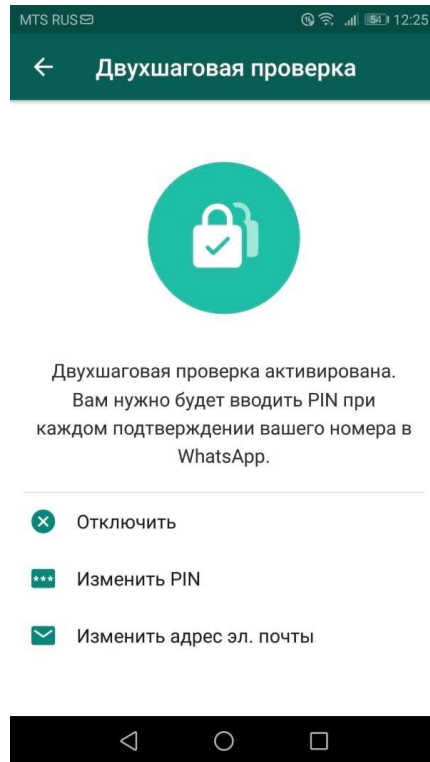 MTS RUS 54 12:25
Двухшаговая проверка
Двухшаговая проверка активирована.
Вам нужно будет вводить PIN при
каждом подтверждении вашего номера в
WhatsApp.
Отключить
*** Изменить PIN
Изменить адрес эл. почты